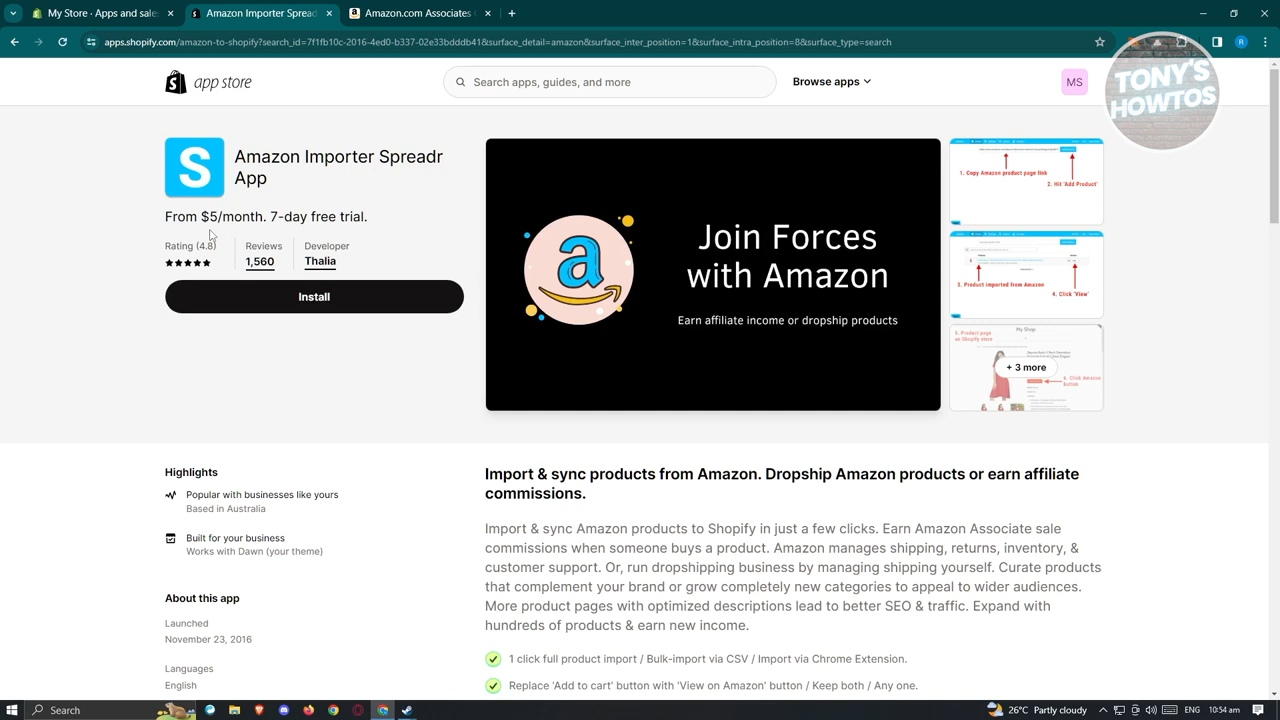 My Apps and sales
Amazon Importer Spread
Amazon.com Associates
apps.shopify.com/amazon-to-shopify?search_id=7f1fb10c-2016-4ed0-b337-02e33bdddb41&surface_detail=amazon&surface_inter_position=1&surface_intra_position=8&surface_type=search
R
app store
Search apps, guides, and more
Browse apps
MS
TONY'S
HOWTOS
S
Amazon Importer Spreadr
App
From $5/month. 7-day free trial.
Rating (4.8)
Reviews
Developer
1,560
Thalia
Install
a
Join Forces
with Amazon
Earn affiliate income or dropship products
1. Copy Amazon product page link
2. Hit 'Add Product'
3. Product imported from Amazon
4. Click 'View'
My Shop
5. Product page
on Shopify store
+ 3 more
6. Click Amazon
button
Highlights
Popular with businesses like yours
Based in Australia
Built for your business
Works with Dawn (your theme)
About this app
Launched
November 23, 2016
Languages
English
Import & sync products from Amazon. Dropship Amazon products or earn affiliate
commissions.
Import & sync Amazon products to Shopify in just a few clicks. Earn Amazon Associate sale
commissions when someone buys a product. Amazon manages shipping, returns, inventory, &
customer support. Or, run dropshipping business by managing shipping yourself. Curate products
that complement your brand or grow completely new categories to appeal to wider audiences.
More product pages with optimized descriptions lead to better SEO & traffic. Expand with
hundreds of products & earn new income.
1 click full product import / Bulk-import via CSV / Import via Chrome Extension.
Replace 'Add to cart' button with 'View on Amazon' button / Keep both / Any one.
Search
26°C Partly cloudy
ENG
10:54 am